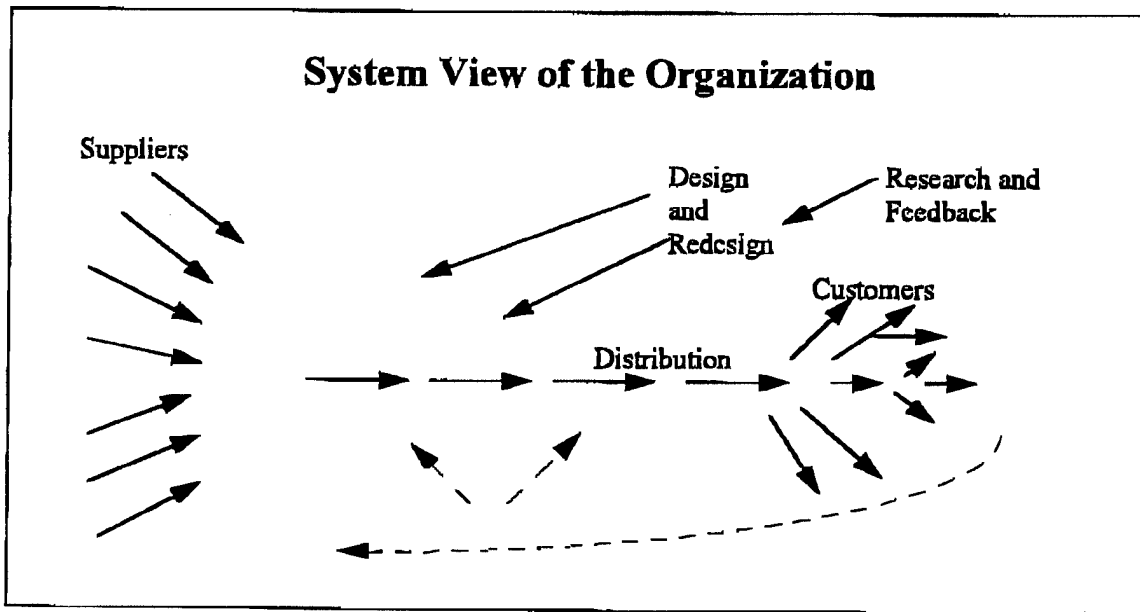 System View of the Organization
Suppliers
Design
and
Redesign
Research and
Feedback
Customers
Distribution